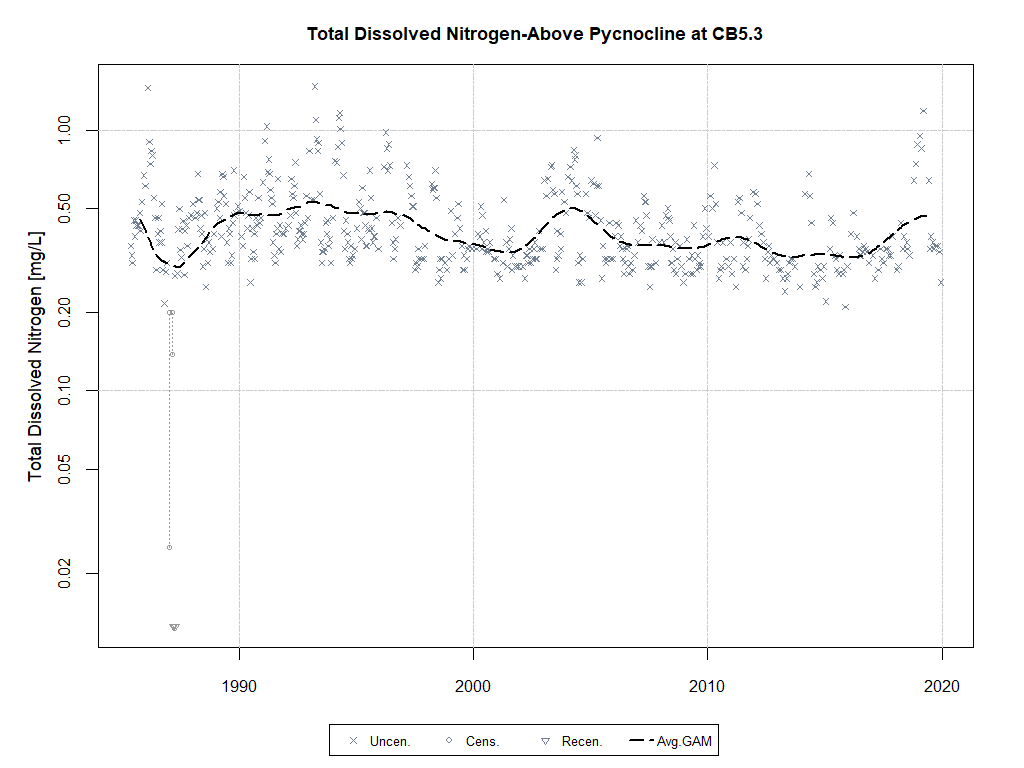 Total Dissolved Nitrogen-Above Pycnocline at CB5.3
Total Dissolved Nitrogen [mg/L]
1.00
0.50
0.20
0.10
0.05
0.02
1990 2000 2010 2020
Uncen. Cens. Recen. Avg.GAM